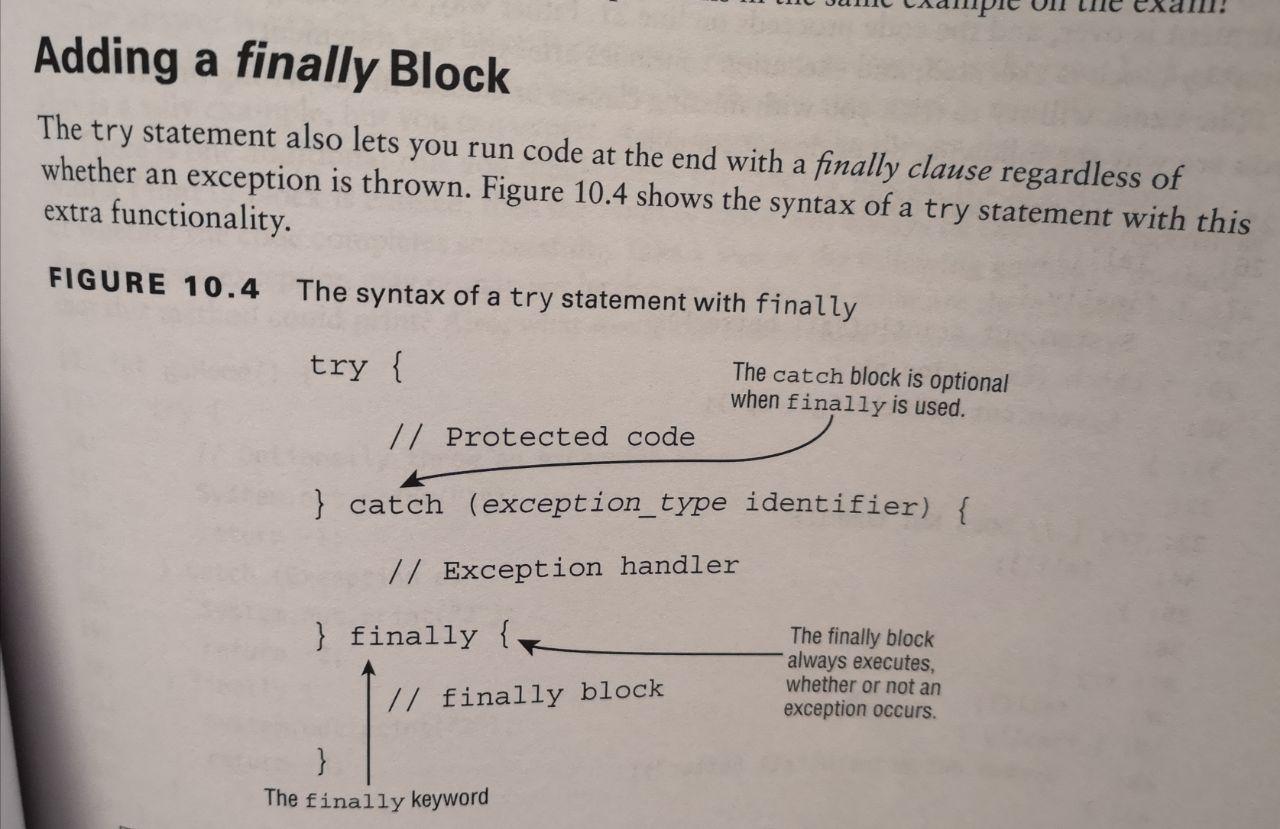 in the same example on the exam!
Adding a finally Block
The try statement also lets you run code at the end with a finally clause regardless of
whether an exception is thrown. Figure 10.4 shows the syntax of a try statement with this
extra functionality.
FIGURE 10.4 The syntax of a try statement with finally
try {
The catch block is optional
when finally is used.
// Protected code
} catch (exception_type identifier) {
// Exception handler
} finally {
The finally block
always executes,
whether or not an
exception occurs.
// finally block
}
The finally keyword